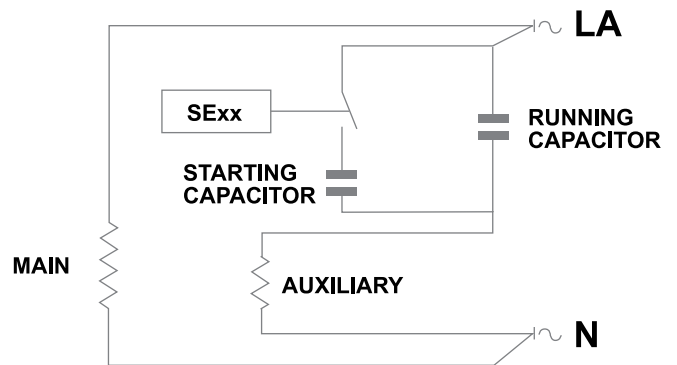 LA
SExx
RUNNING
CAPACITOR
STARTING
CAPACITOR
MAIN
AUXILIARY
N